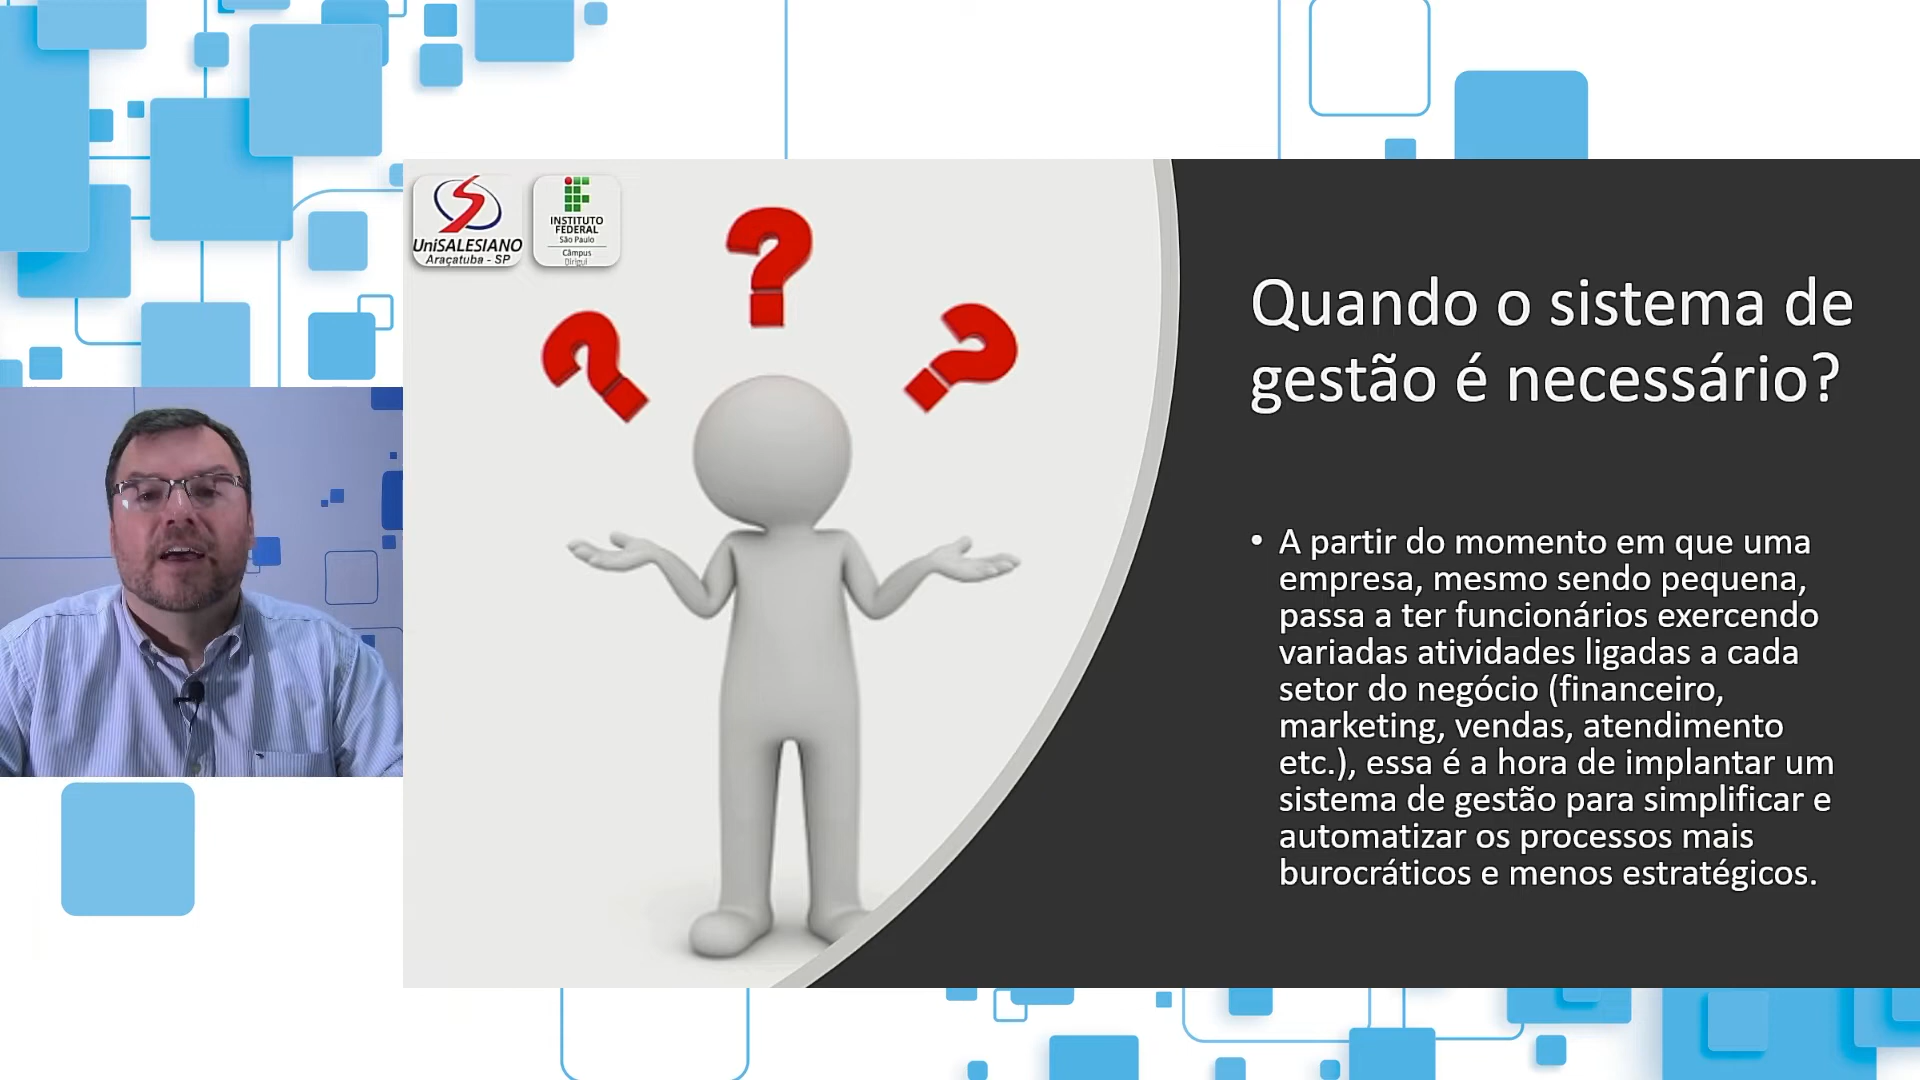 UniSALESIANO
Araçatuba - SP
INSTITUTO
FEDERAL
São Paulo
Câmpus
Birigui
Quando o sistema de
gestão é necessário?
• A partir do momento em que uma
empresa, mesmo sendo pequena,
passa a ter funcionários exercendo
variadas atividades ligadas a cada
setor do negócio (financeiro,
marketing, vendas, atendimento
etc.), essa é a hora de implantar um
sistema de gestão para simplificar e
automatizar os processos mais
burocráticos e menos estratégicos.